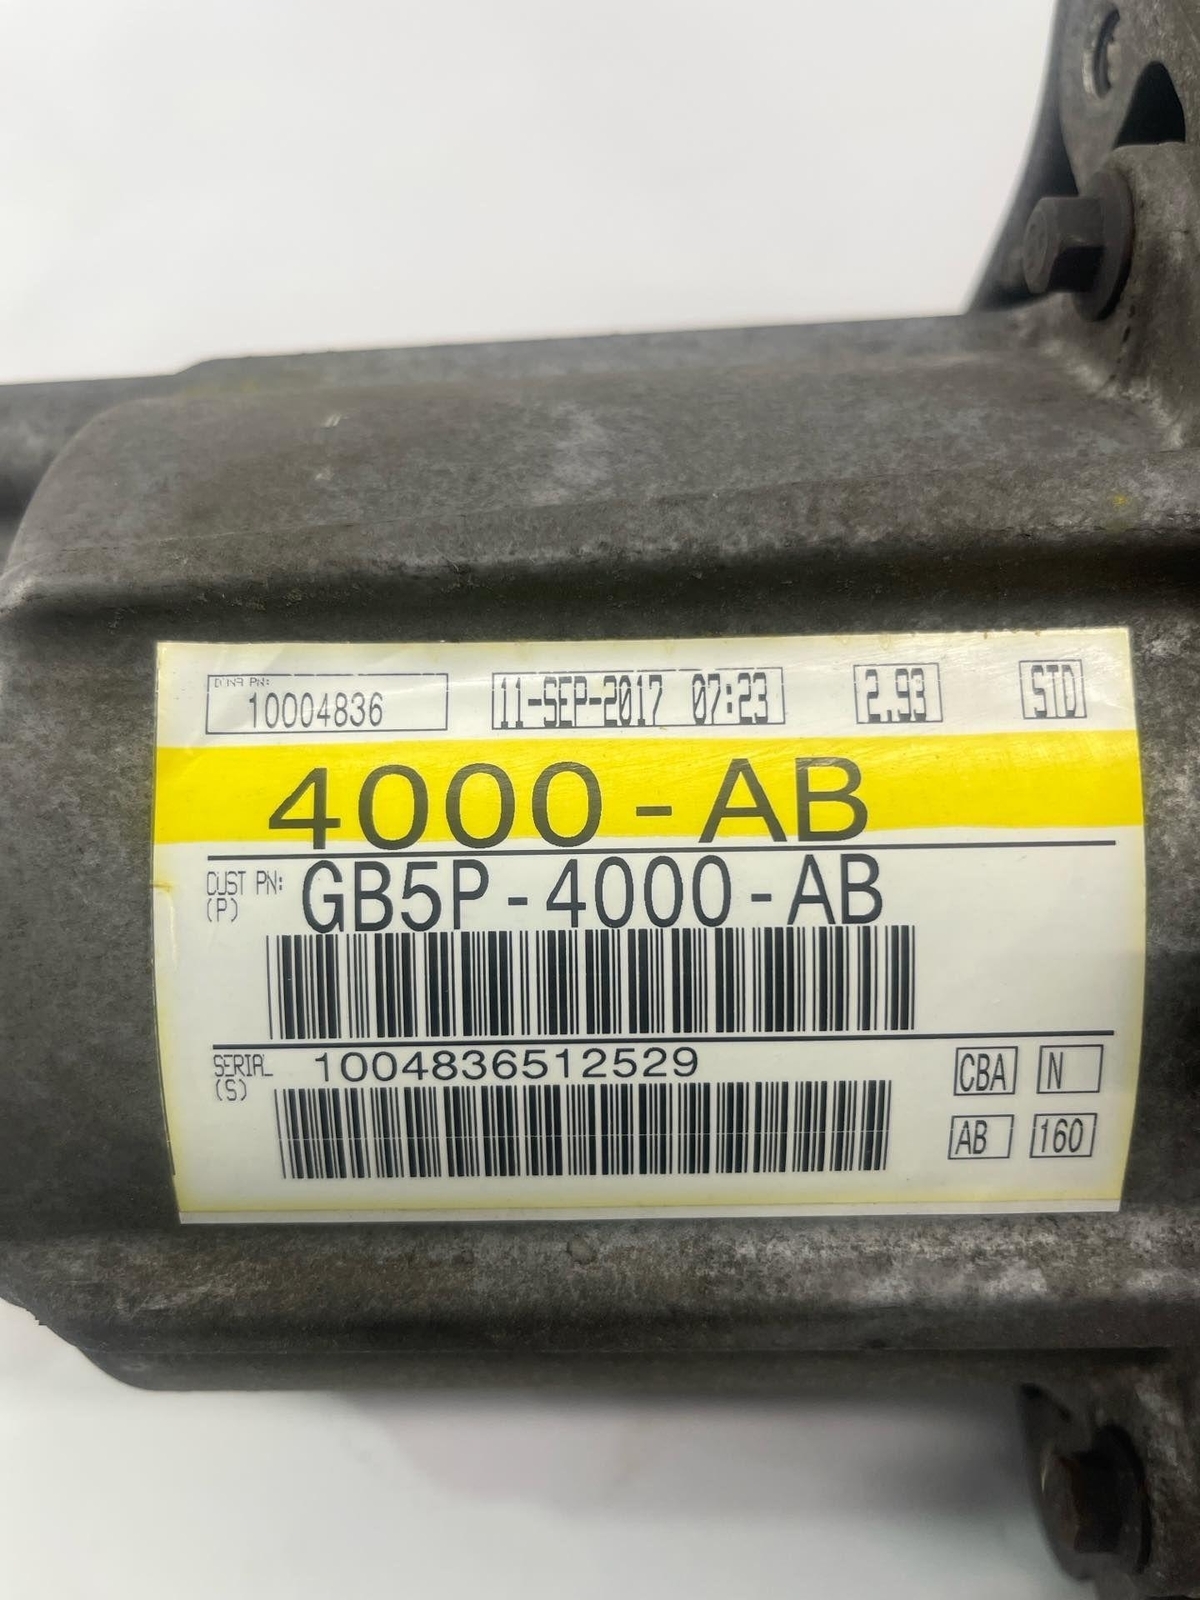 DANA PN:
10004836 11-SEP-2017 07:23 2.93 STD
4000-AB
CUST PN: GB5P-4000-AB
(P)
SERIAL 1004836512529
(S)
CBA N
AB 160